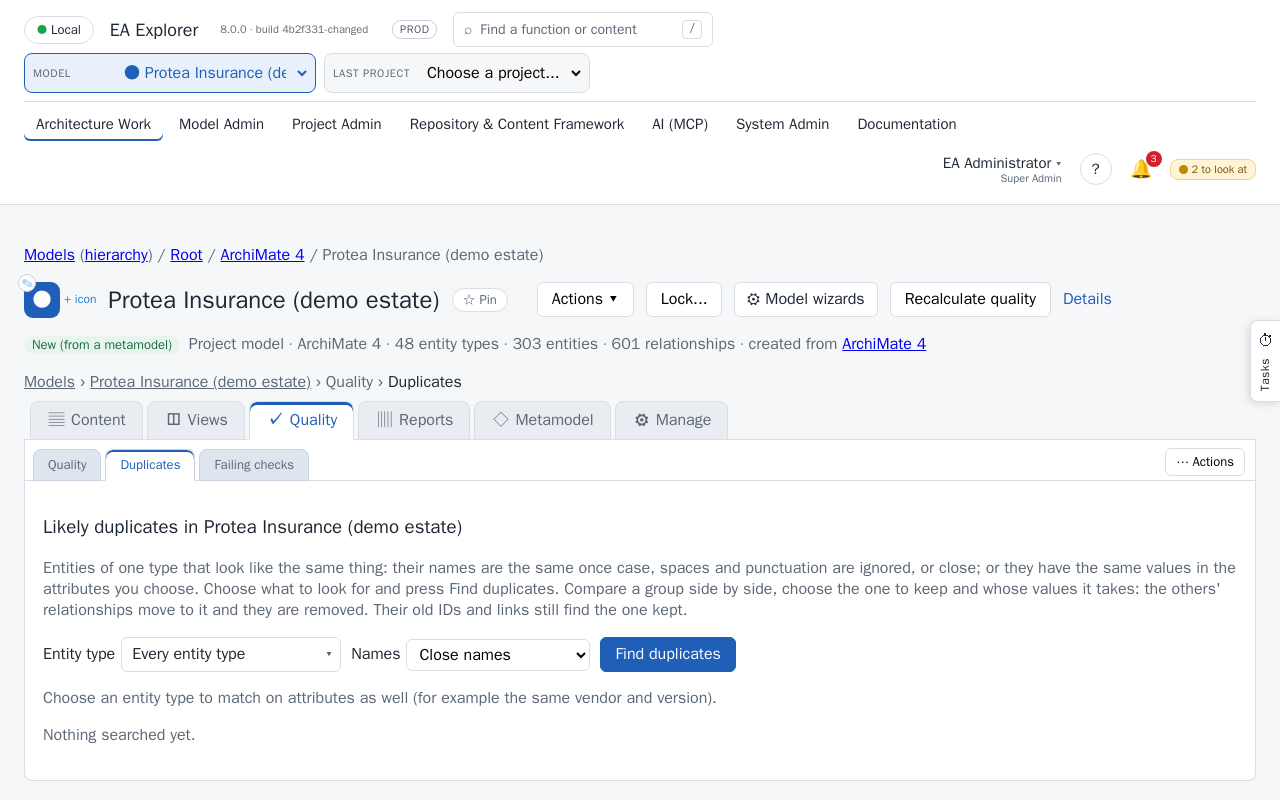 Local
EA Explorer
8.0.0 · build 4b2f331-changed
PROD
Find a function or content
/
MODEL
Protea Insurance (de
LAST PROJECT
Choose a project...
Architecture Work
Model Admin
Project Admin
Repository & Content Framework
AI (MCP)
System Admin
Documentation
EA Administrator
Super Admin
?
3
2 to look at
Models (hierarchy) / Root / ArchiMate 4 / Protea Insurance (demo estate)
+ icon
Protea Insurance (demo estate)
☆ Pin
Actions ▾
Lock...
⚙ Model wizards
Recalculate quality
Details
New (from a metamodel)
Project model · ArchiMate 4 · 48 entity types · 303 entities · 601 relationships · created from ArchiMate 4
Tasks
Models › Protea Insurance (demo estate) › Quality › Duplicates
Content
Views
✓ Quality
Reports
Metamodel
Manage
Quality
Duplicates
Failing checks
··· Actions
Likely duplicates in Protea Insurance (demo estate)
Entities of one type that look like the same thing: their names are the same once case, spaces and punctuation are ignored, or close; or they have the same values in the
attributes you choose. Choose what to look for and press Find duplicates. Compare a group side by side, choose the one to keep and whose values it takes: the others'
relationships move to it and they are removed. Their old IDs and links still find the one kept.
Entity type
Every entity type
Names
Close names
Find duplicates
Choose an entity type to match on attributes as well (for example the same vendor and version).
Nothing searched yet.